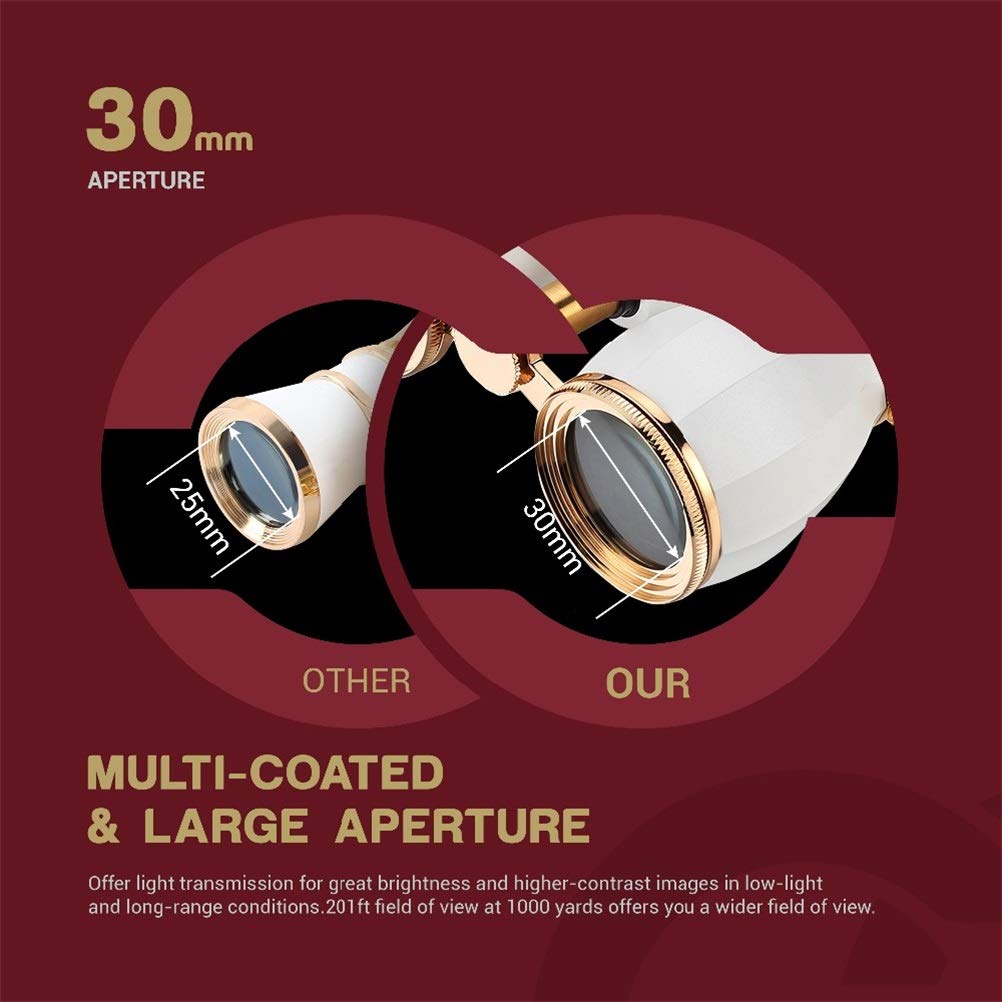 30mm
APERTURE
25mm
30mm
OTHER
OUR
MULTI-COATED
& LARGE APERTURE
Offer light transmission for great brightness and higher-contrast images in low-light
and long-range conditions.201ft field of view at 1000 yards offers you a wider field of view.